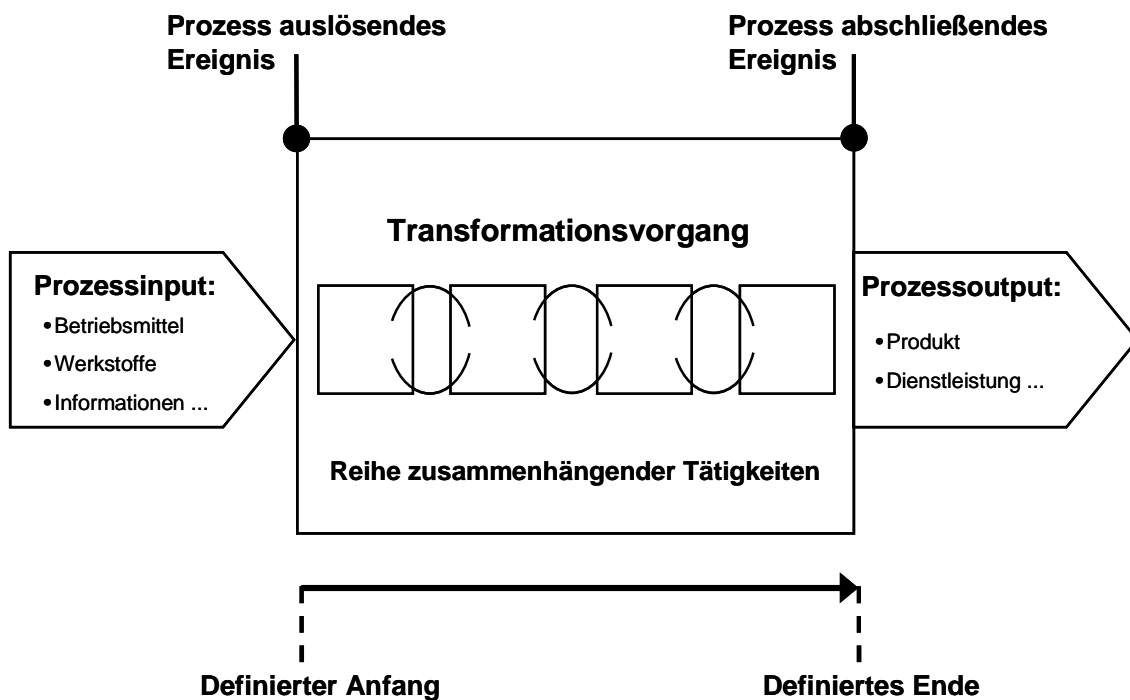 Prozess auslösendes
Ereignis
Prozess abschließendes
Ereignis
Transformationsvorgang
Prozessinput:
•Betriebsmittel
•Werkstoffe
•Informationen ...
Prozessoutput:
•Produkt
•Dienstleistung ...
Reihe zusammenhängender Tätigkeiten
Definierter Anfang
Definiertes Ende